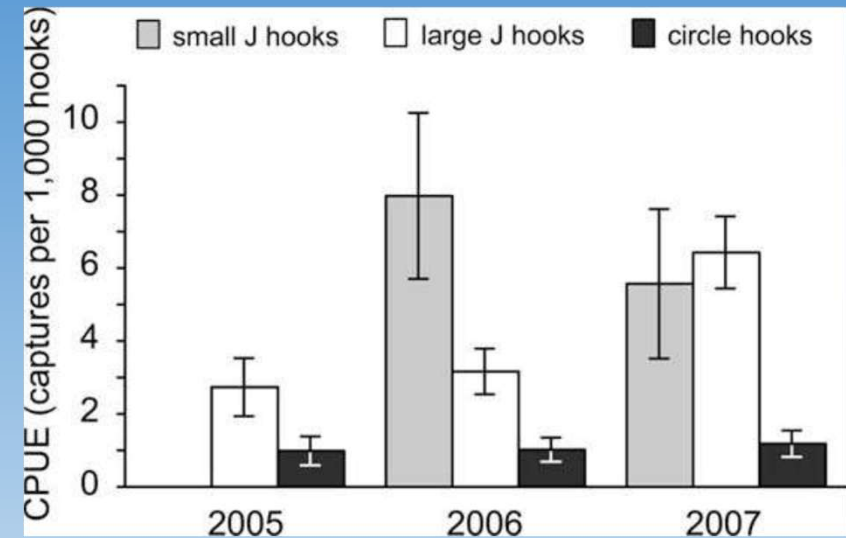 small J hooks large J hooks circle hooks
CPUE (captures per 1,000 hooks)
10
8
6
4
2
0
2005 2006 2007